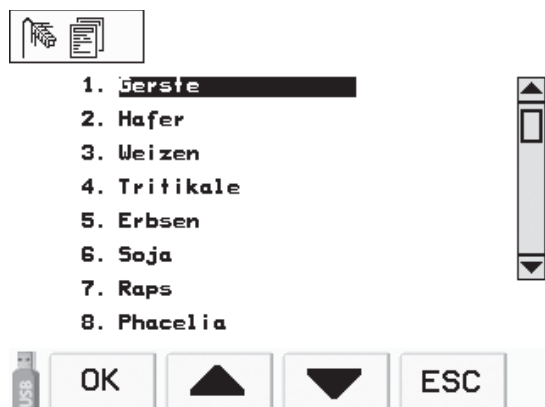 1. Gerste
2. Hafer
3. Weizen
4. Tritikale
5. Erbsen
6. Soja
7. Raps
8. Phacelia
USB OK ESC